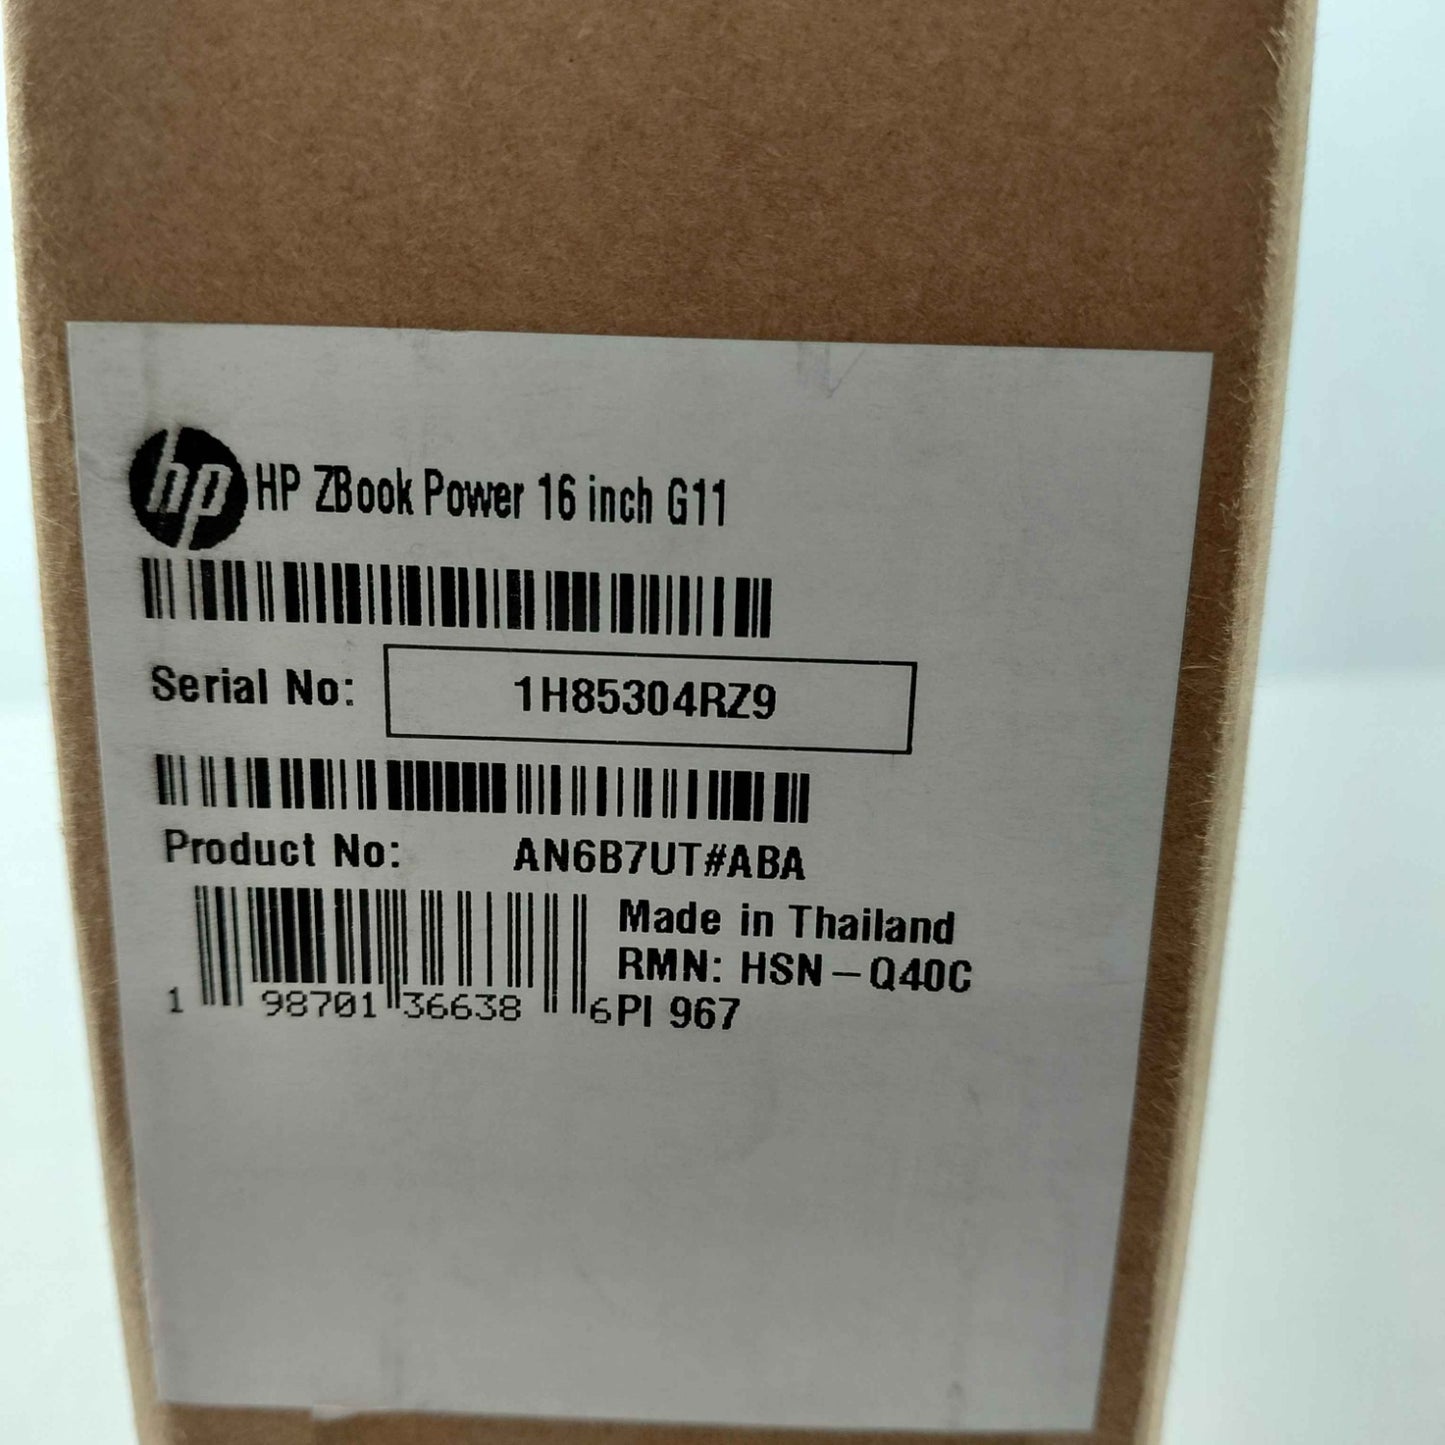 hp HP ZBook Power 16 inch G11
Serial No: 1H85304RZ9
Product No: AN6B7UT#ABA
Made in Thailand
RMN: HSN-Q40C
1 98701 36638 6 PI 967